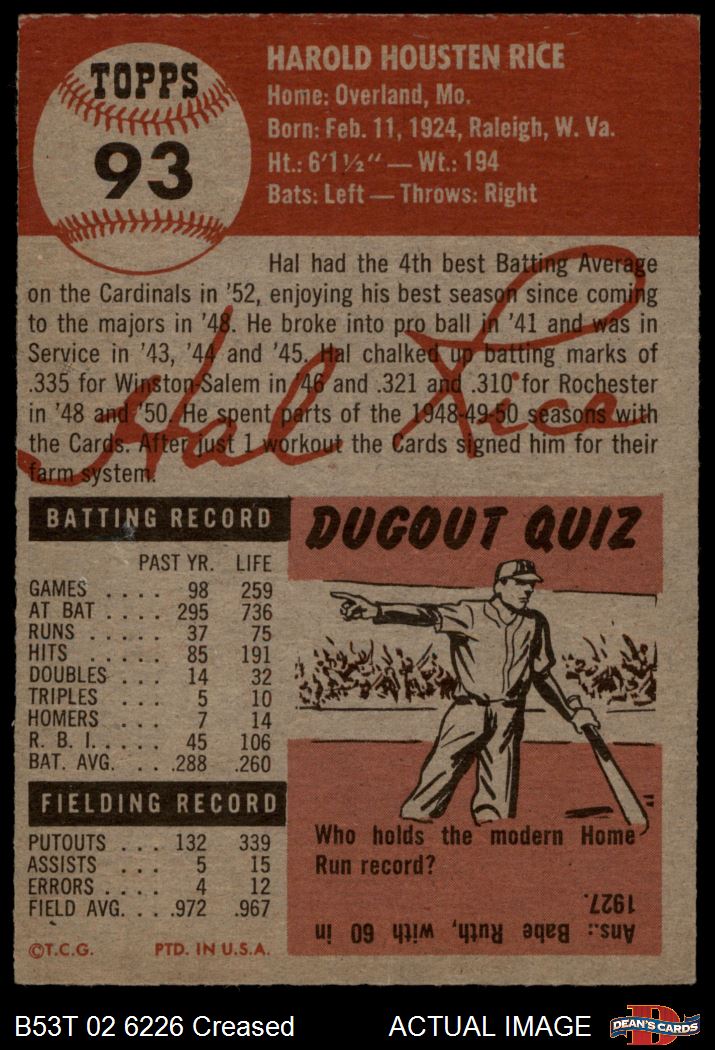 TOPPS
93
HAROLD HOUSTEN RICE
Home: Overland, Mo.
Born: Feb. 11, 1924, Raleigh, W. Va.
Ht.: 6'1½" — Wt.: 194
Bats: Left — Throws: Right
Hal had the 4th best Batting Average
on the Cardinals in '52, enjoying his best season since coming
to the majors in '48. He broke into pro ball in '41 and was in
Service in '43, '44 and '45. Hal chalked up batting marks of
.335 for Winston-Salem in '46 and .321 and .310 for Rochester
in '48 and '50. He spent parts of the 1948-49-50 seasons with
the Cards. After just 1 workout the Cards signed him for their
farm system.
Hal Rice
BATTING RECORD
PAST YR. LIFE
GAMES . . . . 98 259
AT BAT . . . . 295 736
RUNS . . . . . 37 75
HITS . . . . . 85 191
DOUBLES . . . 14 32
TRIPLES . . . . 5 10
HOMERS . . . 7 14
R. B. I. . . . . . 45 106
BAT. AVG. . . .288 .260
FIELDING RECORD
PUTOUTS . . . 132 339
ASSISTS . . . . 5 15
ERRORS . . . . 4 12
FIELD AVG. . . .972 .967
©T.C.G. PTD. IN U.S.A.
DUGOUT QUIZ
B
Who holds the modern Home
Run record?
Ans.: Babe Ruth, with 60 in
1927.
B53T 02 6226 Creased ACTUAL IMAGE
D
DEAN'S CARDS